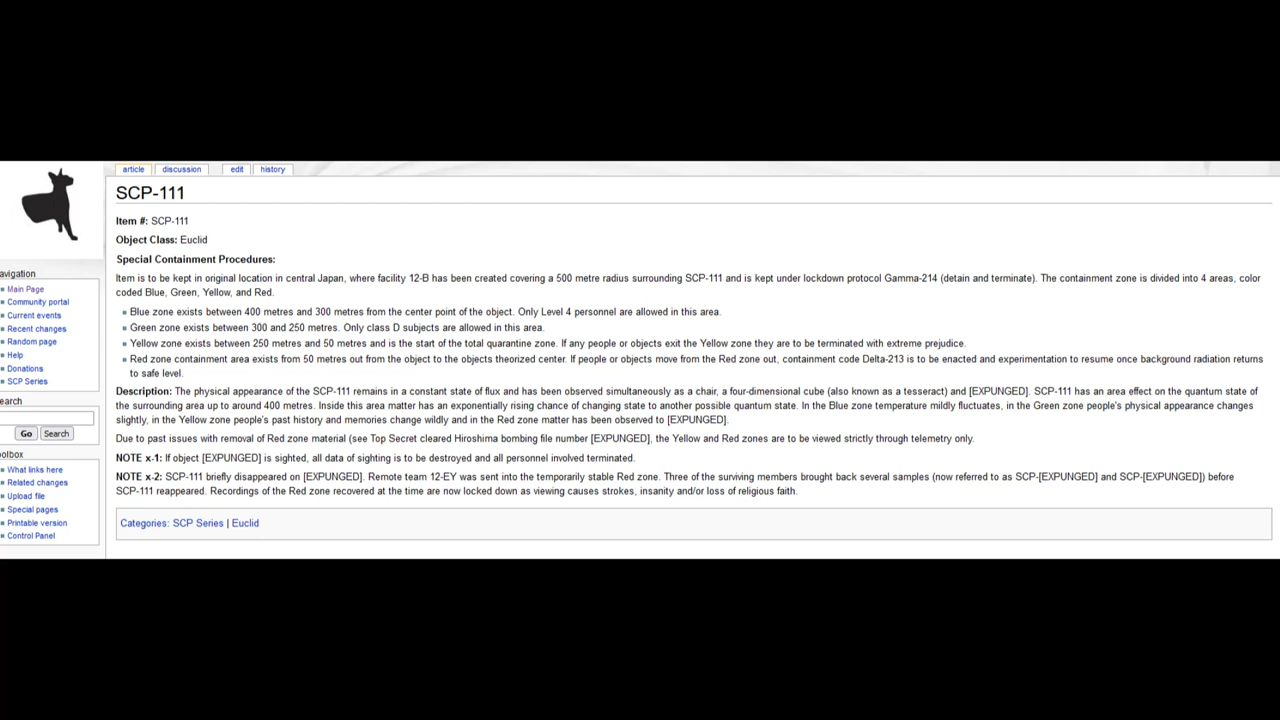 article
discussion
edit
history
SCP-111
Item #: SCP-111
Object Class: Euclid
Special Containment Procedures:
Item is to be kept in original location in central Japan, where facility 12-B has been created covering a 500 metre radius surrounding SCP-111 and is kept under lockdown protocol Gamma-214 (detain and terminate). The containment zone is divided into 4 areas, color
coded Blue, Green, Yellow, and Red.
Blue zone exists between 400 metres and 300 metres from the center point of the object. Only Level 4 personnel are allowed in this area.
Green zone exists between 300 and 250 metres. Only class D subjects are allowed in this area.
Yellow zone exists between 250 metres and 50 metres and is the start of the total quarantine zone. If any people or objects exit the Yellow zone they are to be terminated with extreme prejudice.
Red zone containment area exists from 50 metres out from the object to the objects theorized center. If people or objects move from the Red zone out, containment code Delta-213 is to be enacted and experimentation to resume once background radiation returns
to safe level.
Description: The physical appearance of the SCP-111 remains in a constant state of flux and has been observed simultaneously as a chair, a four-dimensional cube (also known as a tesseract) and [EXPUNGED]. SCP-111 has an area effect on the quantum state of
the surrounding area up to around 400 metres. Inside this area matter has an exponentially rising chance of changing state to another possible quantum state. In the Blue zone temperature mildly fluctuates, in the Green zone people's physical appearance changes
slightly, in the Yellow zone people's past history and memories change wildly and in the Red zone matter has been observed to [EXPUNGED].
Due to past issues with removal of Red zone material (see Top Secret cleared Hiroshima bombing file number [EXPUNGED], the Yellow and Red zones are to be viewed strictly through telemetry only.
NOTE x-1: If object [EXPUNGED] is sighted, all data of sighting is to be destroyed and all personnel involved terminated.
NOTE x-2: SCP-111 briefly disappeared on [EXPUNGED]. Remote team 12-EY was sent into the temporarily stable Red zone. Three of the surviving members brought back several samples (now referred to as SCP-[EXPUNGED] and SCP-[EXPUNGED]) before
SCP-111 reappeared. Recordings of the Red zone recovered at the time are now locked down as viewing causes strokes, insanity and/or loss of religious faith.
Categories: SCP Series | Euclid
avigation
Main Page
Community portal
Current events
Recent changes
Random page
Help
Donations
SCP Series
earch
Go
Search
olbox
What links here
Related changes
Upload file
Special pages
Printable version
Control Panel